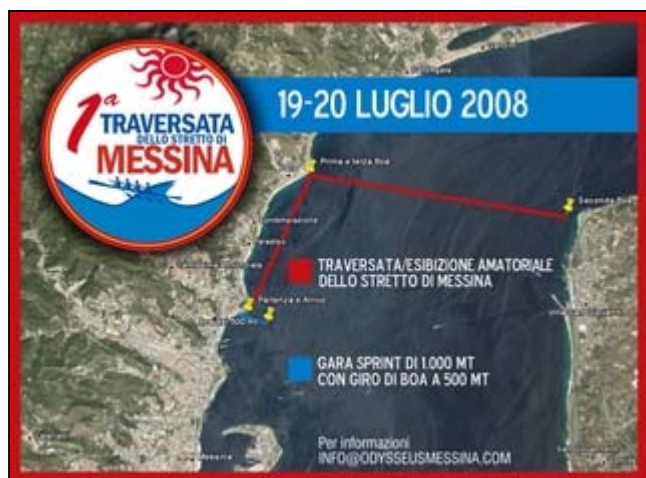 1ª
TRAVERSATA
DELLO STRETTO DI
MESSINA
19-20 LUGLIO 2008
Prima e terza Boa
Seconda Boa
Partenza e Arrivo
TRAVERSATA/ESIBIZIONE AMATORIALE
DELLO STRETTO DI MESSINA
GARA SPRINT DI 1.000 MT
CON GIRO DI BOA A 500 MT
Per informazioni
INFO@ODYSSEUSMESSINA.COM